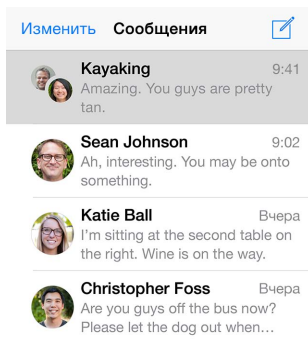 Изменить Сообщения
Kayaking 9:41
Amazing. You guys are pretty
tan.
Sean Johnson 9:02
Ah, interesting. You may be onto
something.
Katie Ball Вчера
I'm sitting at the second table on
the right. Wine is on the way.
Christopher Foss Вчера
Are you guys off the bus now?
Please let the dog out when…